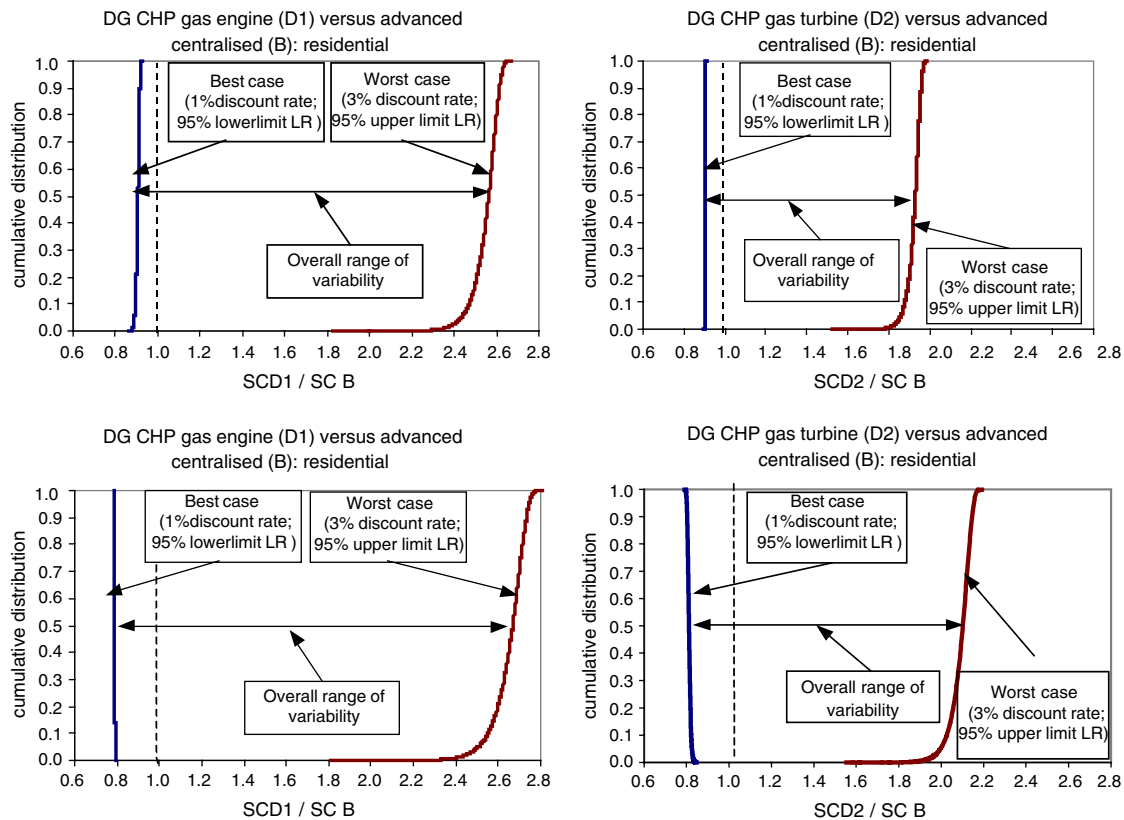 DG CHP gas engine (D1) versus advanced
centralised (B): residential
cumulative distribution
1.0
0.9
0.8
0.7
0.6
0.5
0.4
0.3
0.2
0.1
0.0
Best case
(1%discount rate;
95% lowerlimit LR )
Worst case
(3% discount rate;
95% upper limit LR)
Overall range of
variability
0.6 0.8 1.0 1.2 1.4 1.6 1.8 2.0 2.2 2.4 2.6 2.8
SCD1 / SC B
DG CHP gas turbine (D2) versus advanced
centralised (B): residential
cumulative distribution
1.0
0.9
0.8
0.7
0.6
0.5
0.4
0.3
0.2
0.1
0.0
Best case
(1%discount rate;
95% lowerlimit LR )
Overall range of
variability
Worst case
(3% discount rate;
95% upper limit LR)
0.6 0.8 1.0 1.2 1.4 1.6 1.8 2.0 2.2 2.4 2.6 2.8
SCD2 / SC B
DG CHP gas engine (D1) versus advanced
centralised (B): residential
cumulative distribution
1.0
0.9
0.8
0.7
0.6
0.5
0.4
0.3
0.2
0.1
0.0
Best case
(1%discount rate;
95% lowerlimit LR )
Worst case
(3% discount rate;
95% upper limit LR)
Overall range of
variability
0.6 0.8 1.0 1.2 1.4 1.6 1.8 2.0 2.2 2.4 2.6 2.8
SCD1 / SC B
DG CHP gas turbine (D2) versus advanced
centralised (B): residential
cumulative distribution
1.0
0.9
0.8
0.7
0.6
0.5
0.4
0.3
0.2
0.1
0.0
Best case
(1%discount rate;
95% lowerlimit LR )
Overall range of
variability
Worst case
(3% discount rate;
95% upper limit LR)
0.6 0.8 1.0 1.2 1.4 1.6 1.8 2.0 2.2 2.4 2.6 2.8
SCD2 / SC B